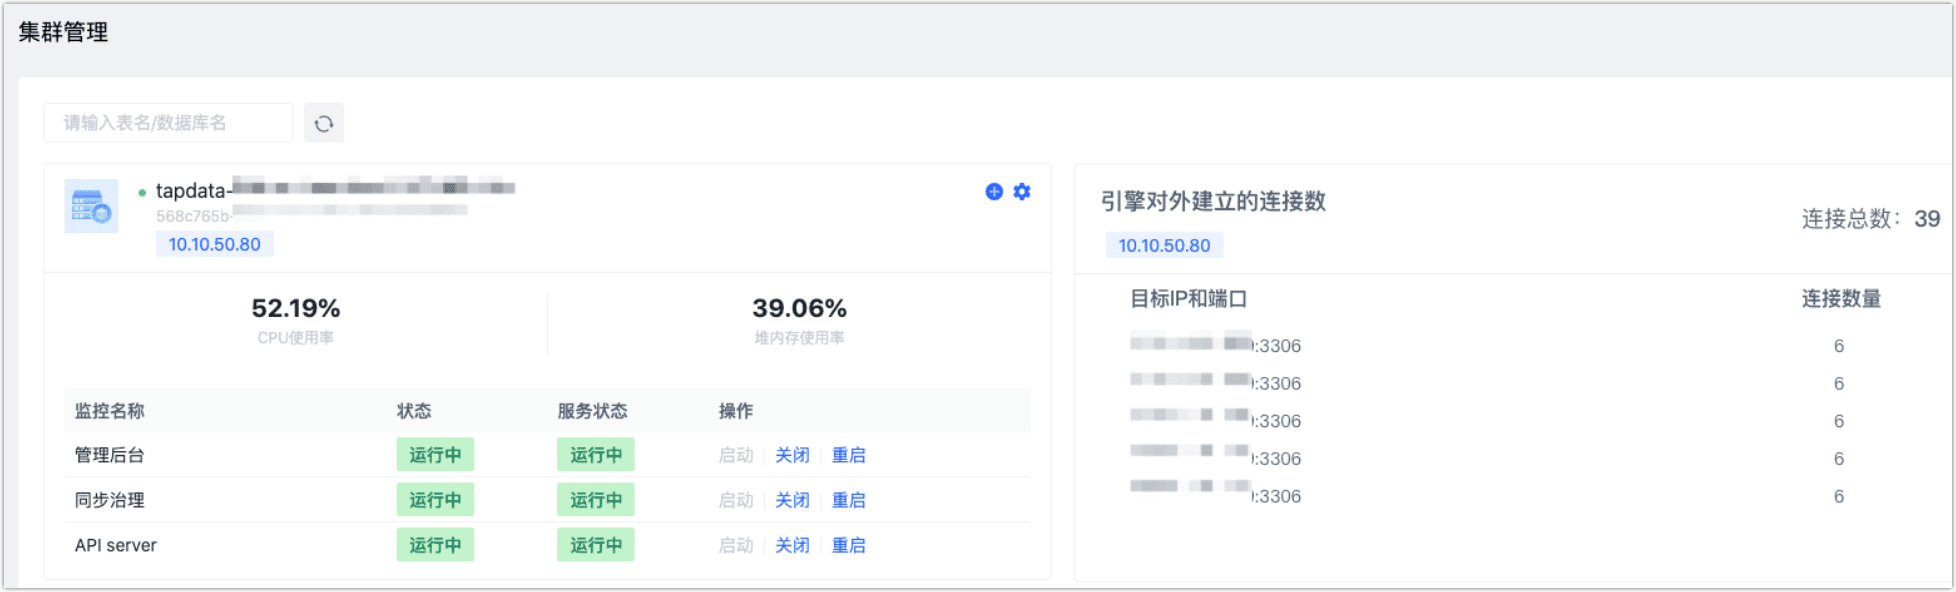 集群管理
请输入表名/数据库名
tapdata-
568c765b-
10.10.50.80
52.19%
CPU使用率
39.06%
堆内存使用率
监控名称 状态 服务状态 操作
管理后台 运行中 运行中 启动 关闭 重启
同步治理 运行中 运行中 启动 关闭 重启
API server 运行中 运行中 启动 关闭 重启
引擎对外建立的连接数
10.10.50.80
连接总数：39
目标IP和端口 连接数量
:3306 6
:3306 6
:3306 6
:3306 6
:3306 6